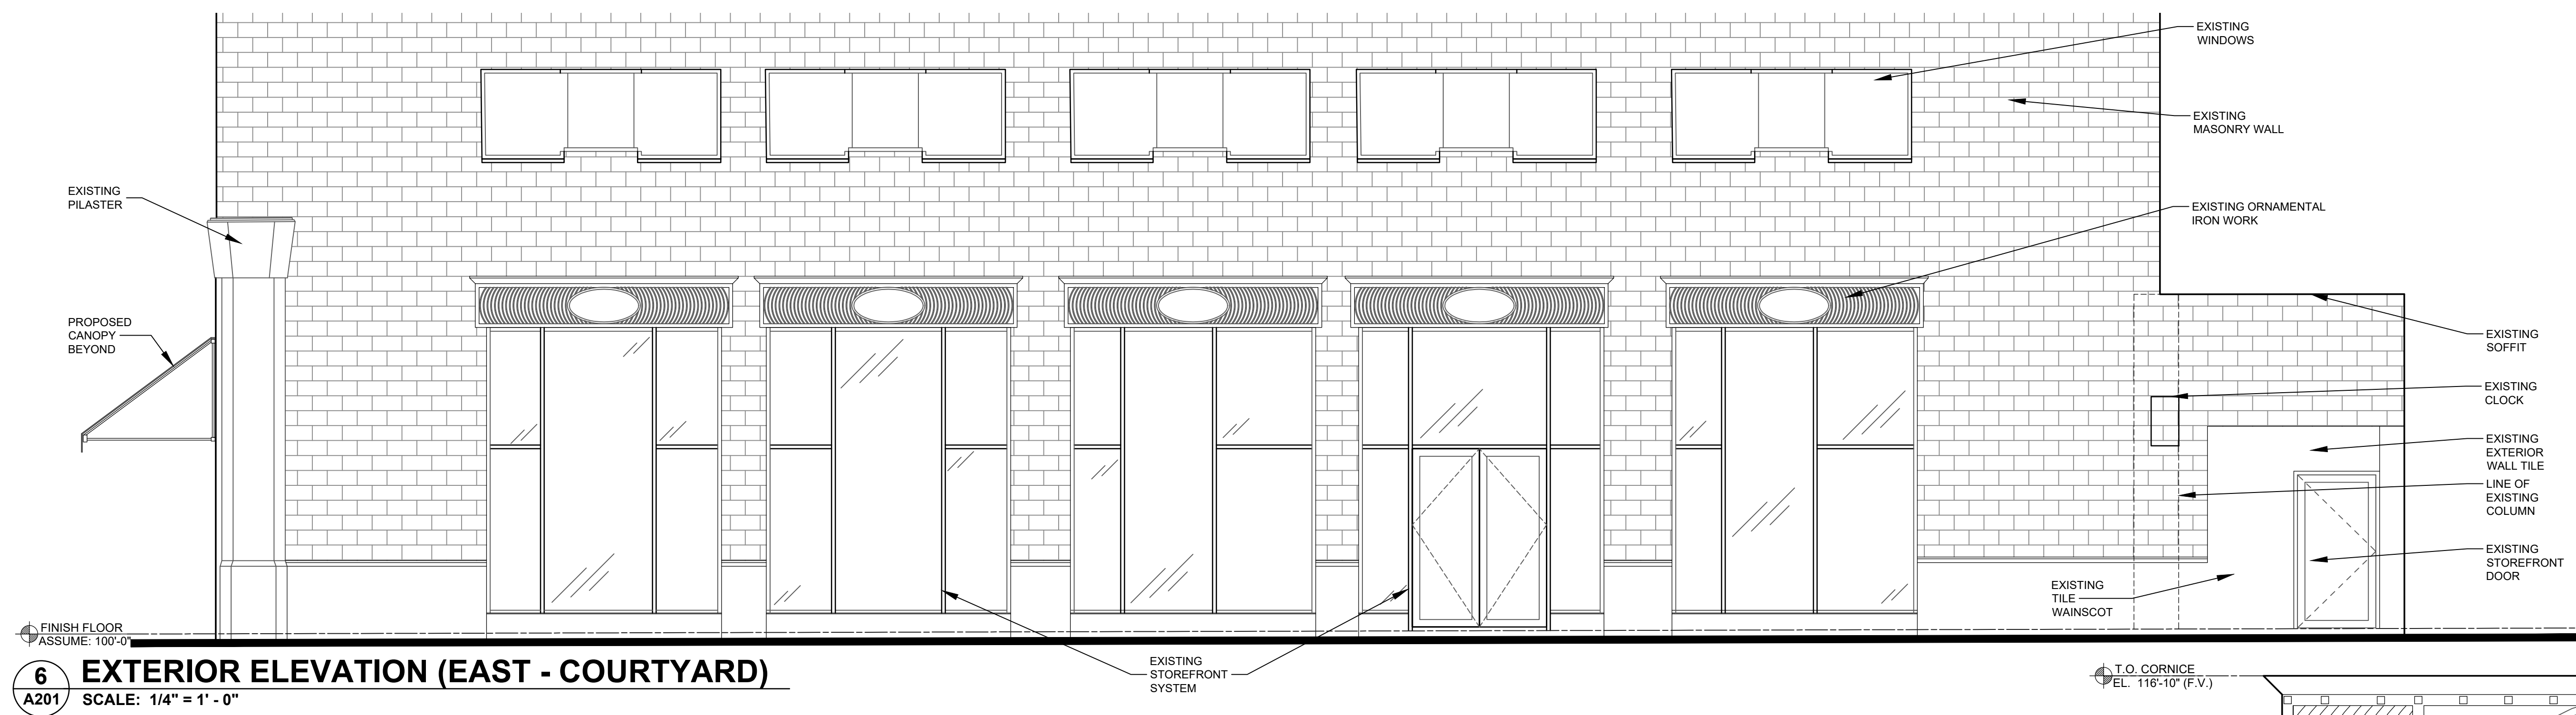 EXISTING
WINDOWS
EXISTING
MASONRY WALL
EXISTING
PILASTER
EXISTING ORNAMENTAL
IRON WORK
PROPOSED
CANOPY
BEYOND
EXISTING
SOFFIT
EXISTING
CLOCK
EXISTING
EXTERIOR
WALL TILE
LINE OF
EXISTING
COLUMN
EXISTING
STOREFRONT
DOOR
EXISTING
TILE
WAINSCOT
FINISH FLOOR
ASSUME: 100'-0"
EXISTING
STOREFRONT
SYSTEM
6
A201
EXTERIOR ELEVATION (EAST - COURTYARD)
SCALE: 1/4" = 1' - 0"
T.O. CORNICE
EL. 116'-10" (F.V.)